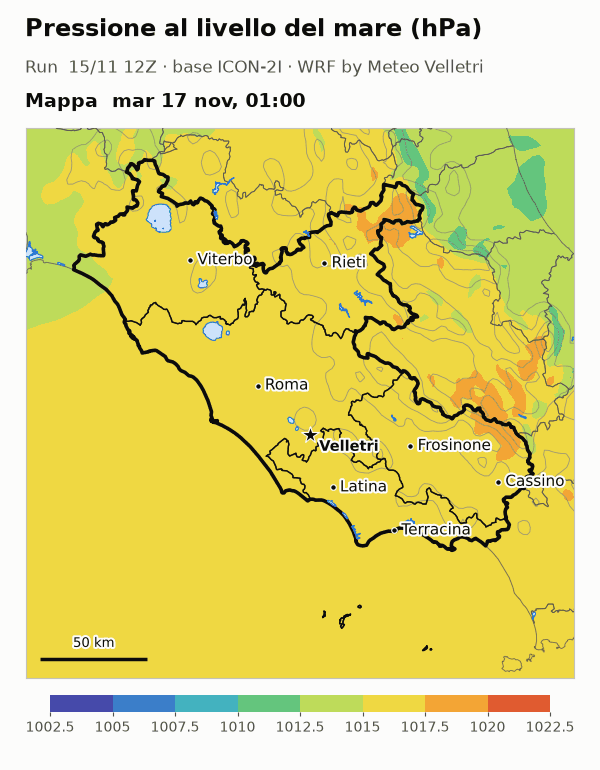 Pressione al livello del mare (hPa)
Run  15/11 12Z · base ICON-2I · WRF by Meteo Velletri
Mappa  mar 17 nov, 01:00
Viterbo
Rieti
Roma
Velletri
Frosinone
Latina
Cassino
Terracina
50 km
1002.5 1005 1007.5 1010 1012.5 1015 1017.5 1020 1022.5